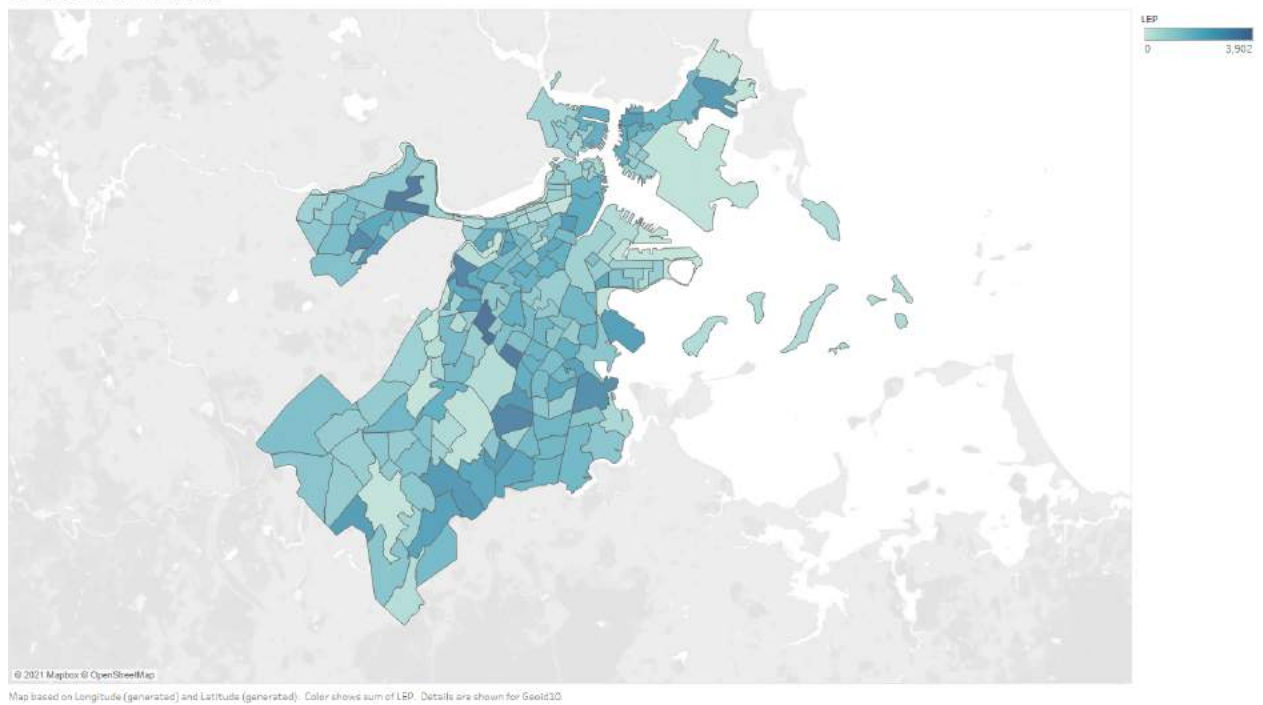 LEP
0 3,902
© 2021 Mapbox © OpenStreetMap
Map based on Longitude (generated) and Latitude (generated). Color shows sum of LEP. Details are shown for Geoid10.